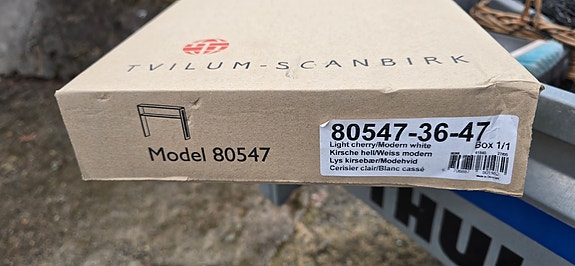 TVILUM-SCANBIRK
Model 80547
80547-36-47
Light cherry/Modern white
Box 1/1
Kirsche hell/Weiss modern
Lys kirsebær/Modehvid
Cerisier clair/Blanc cassé
THU